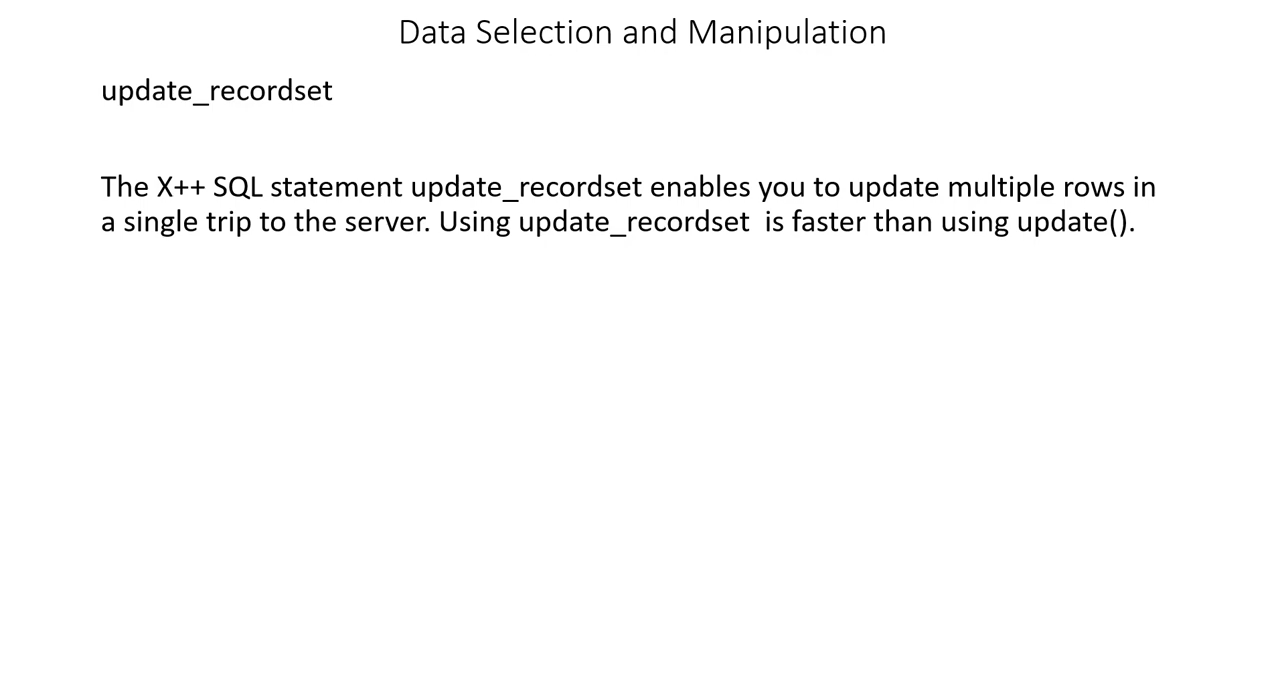 Data Selection and Manipulation
update_recordset
The X++ SQL statement update_recordset enables you to update multiple rows in
a single trip to the server. Using update_recordset  is faster than using update().